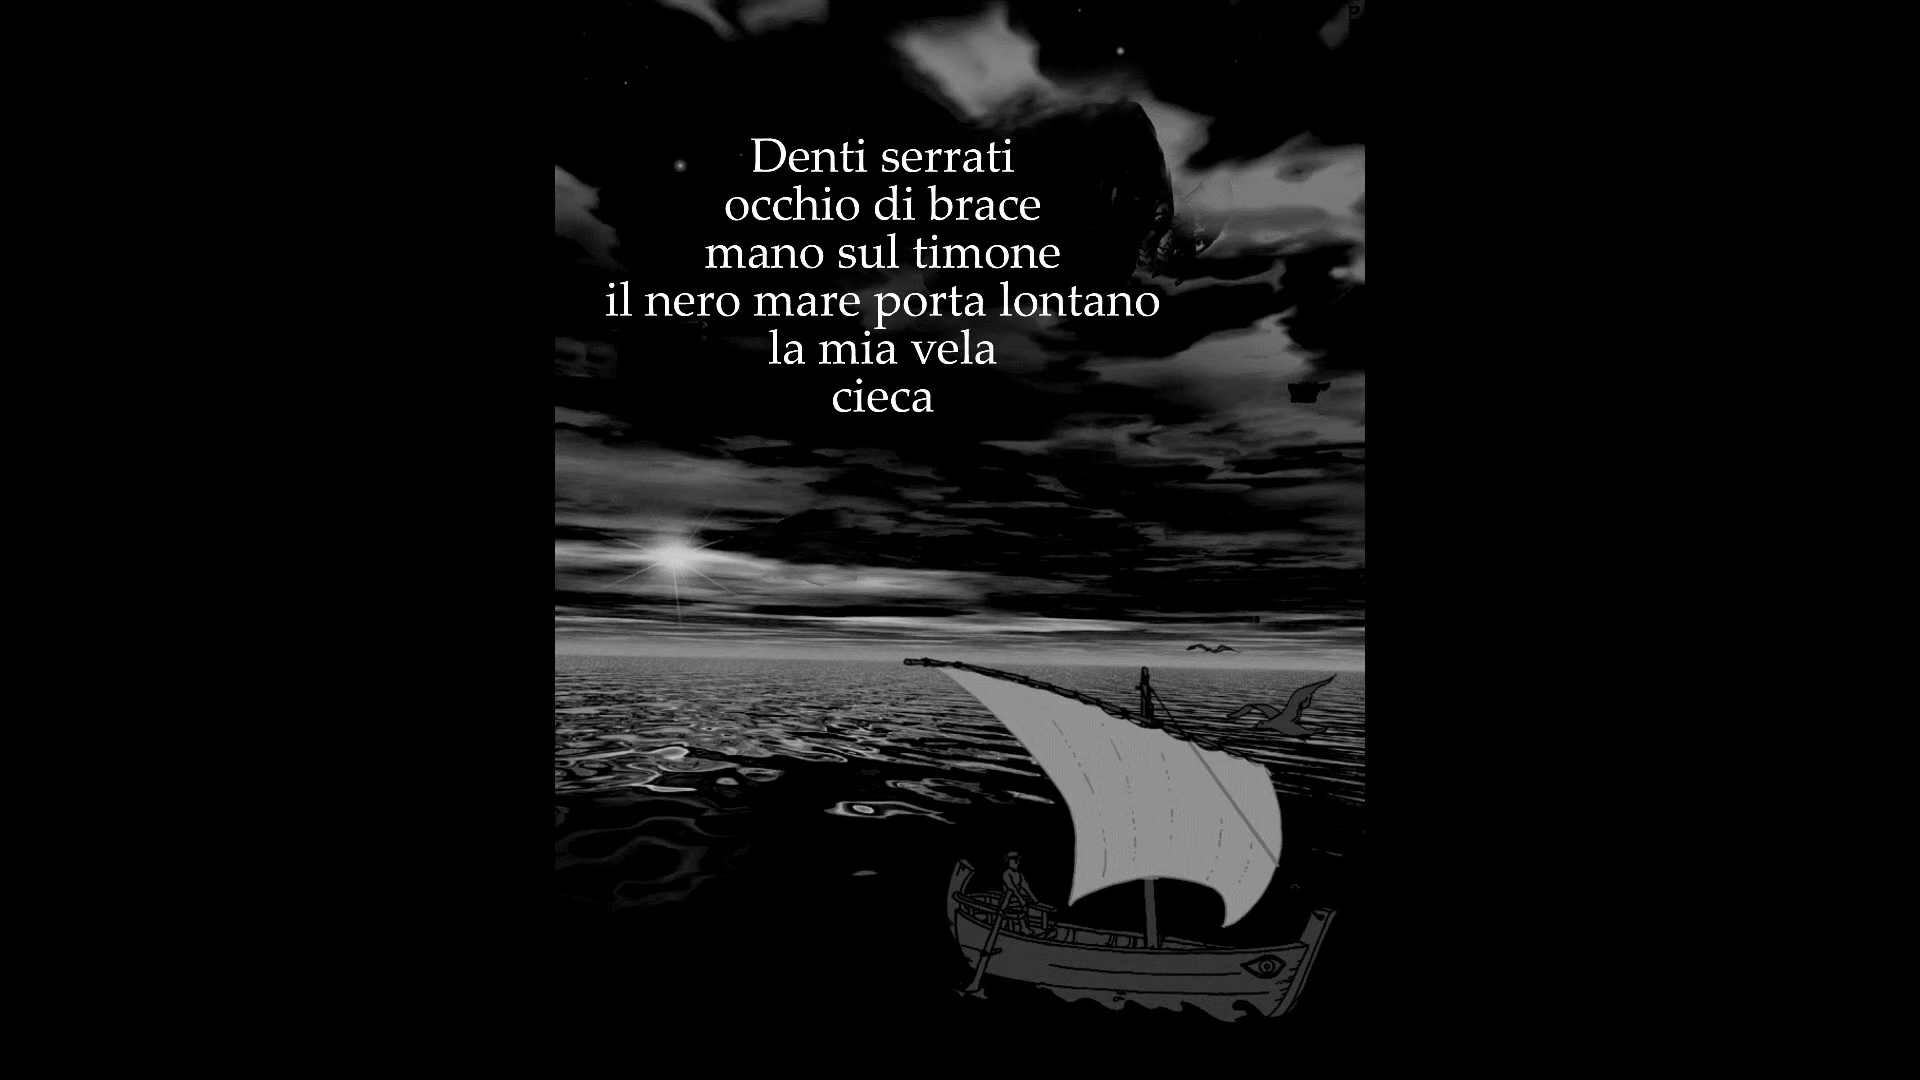 Denti serrati
occhio di brace
mano sul timone
il nero mare porta lontano
la mia vela
cieca